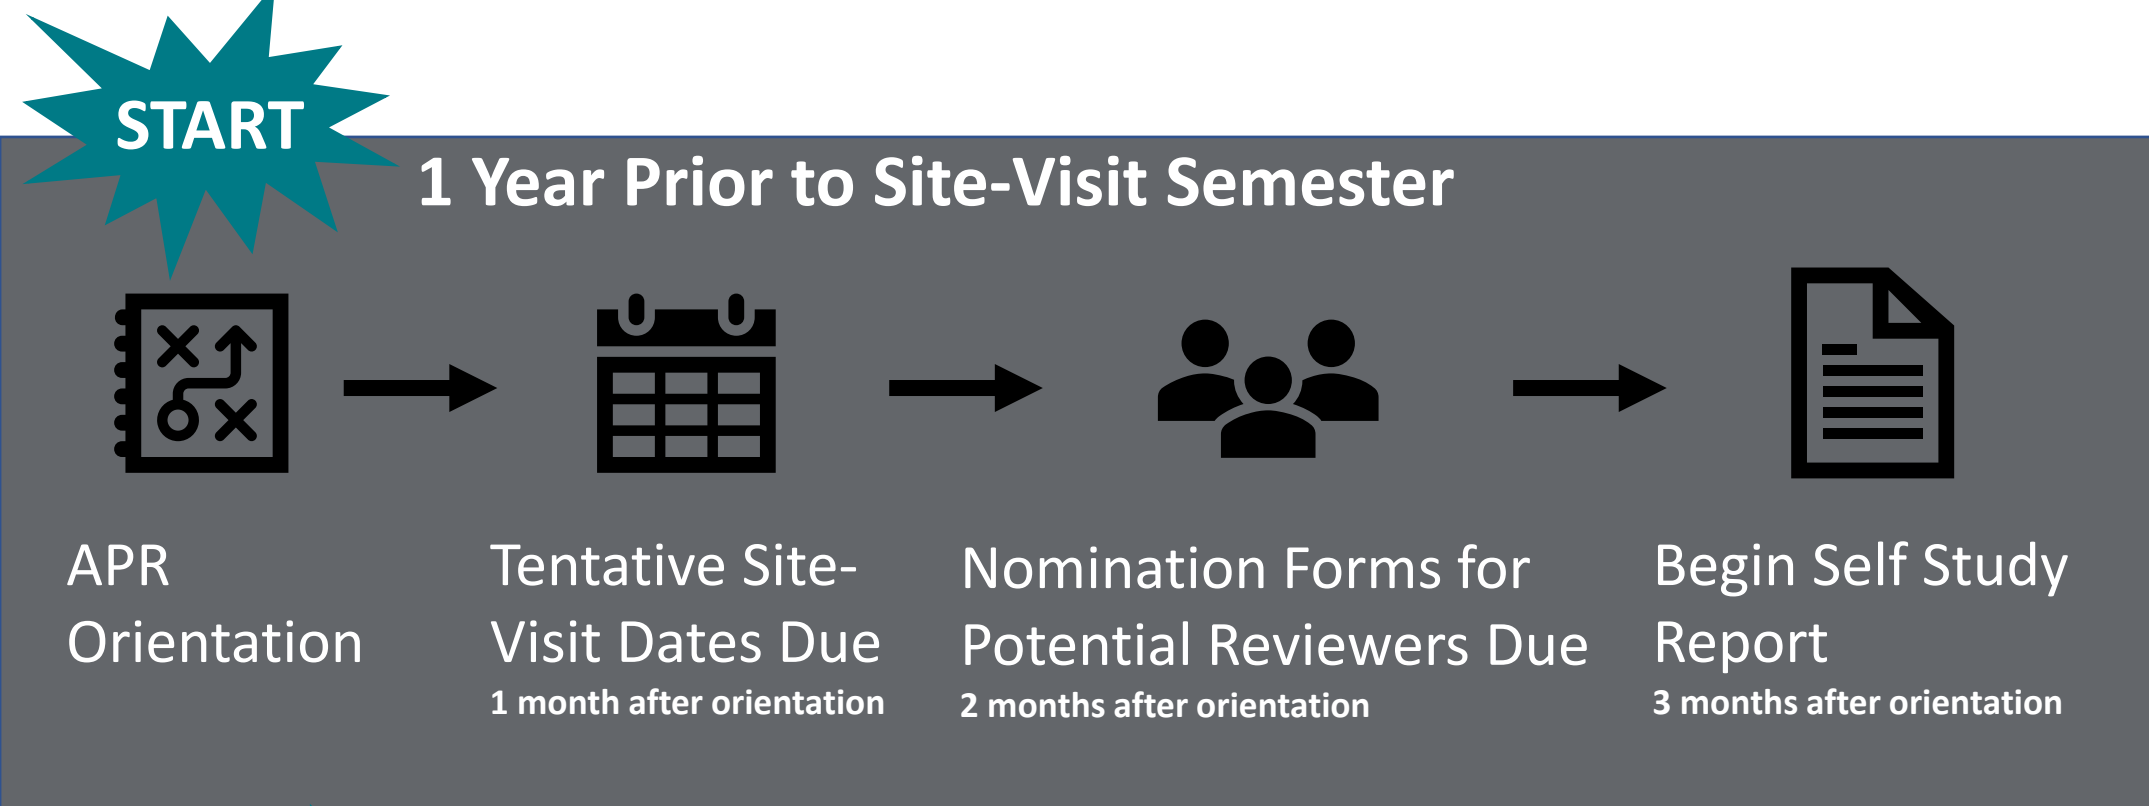 START
1 Year Prior to Site-Visit Semester
APR
Orientation
Tentative Site-
Visit Dates Due
1 month after orientation
Nomination Forms for
Potential Reviewers Due
2 months after orientation
Begin Self Study
Report
3 months after orientation